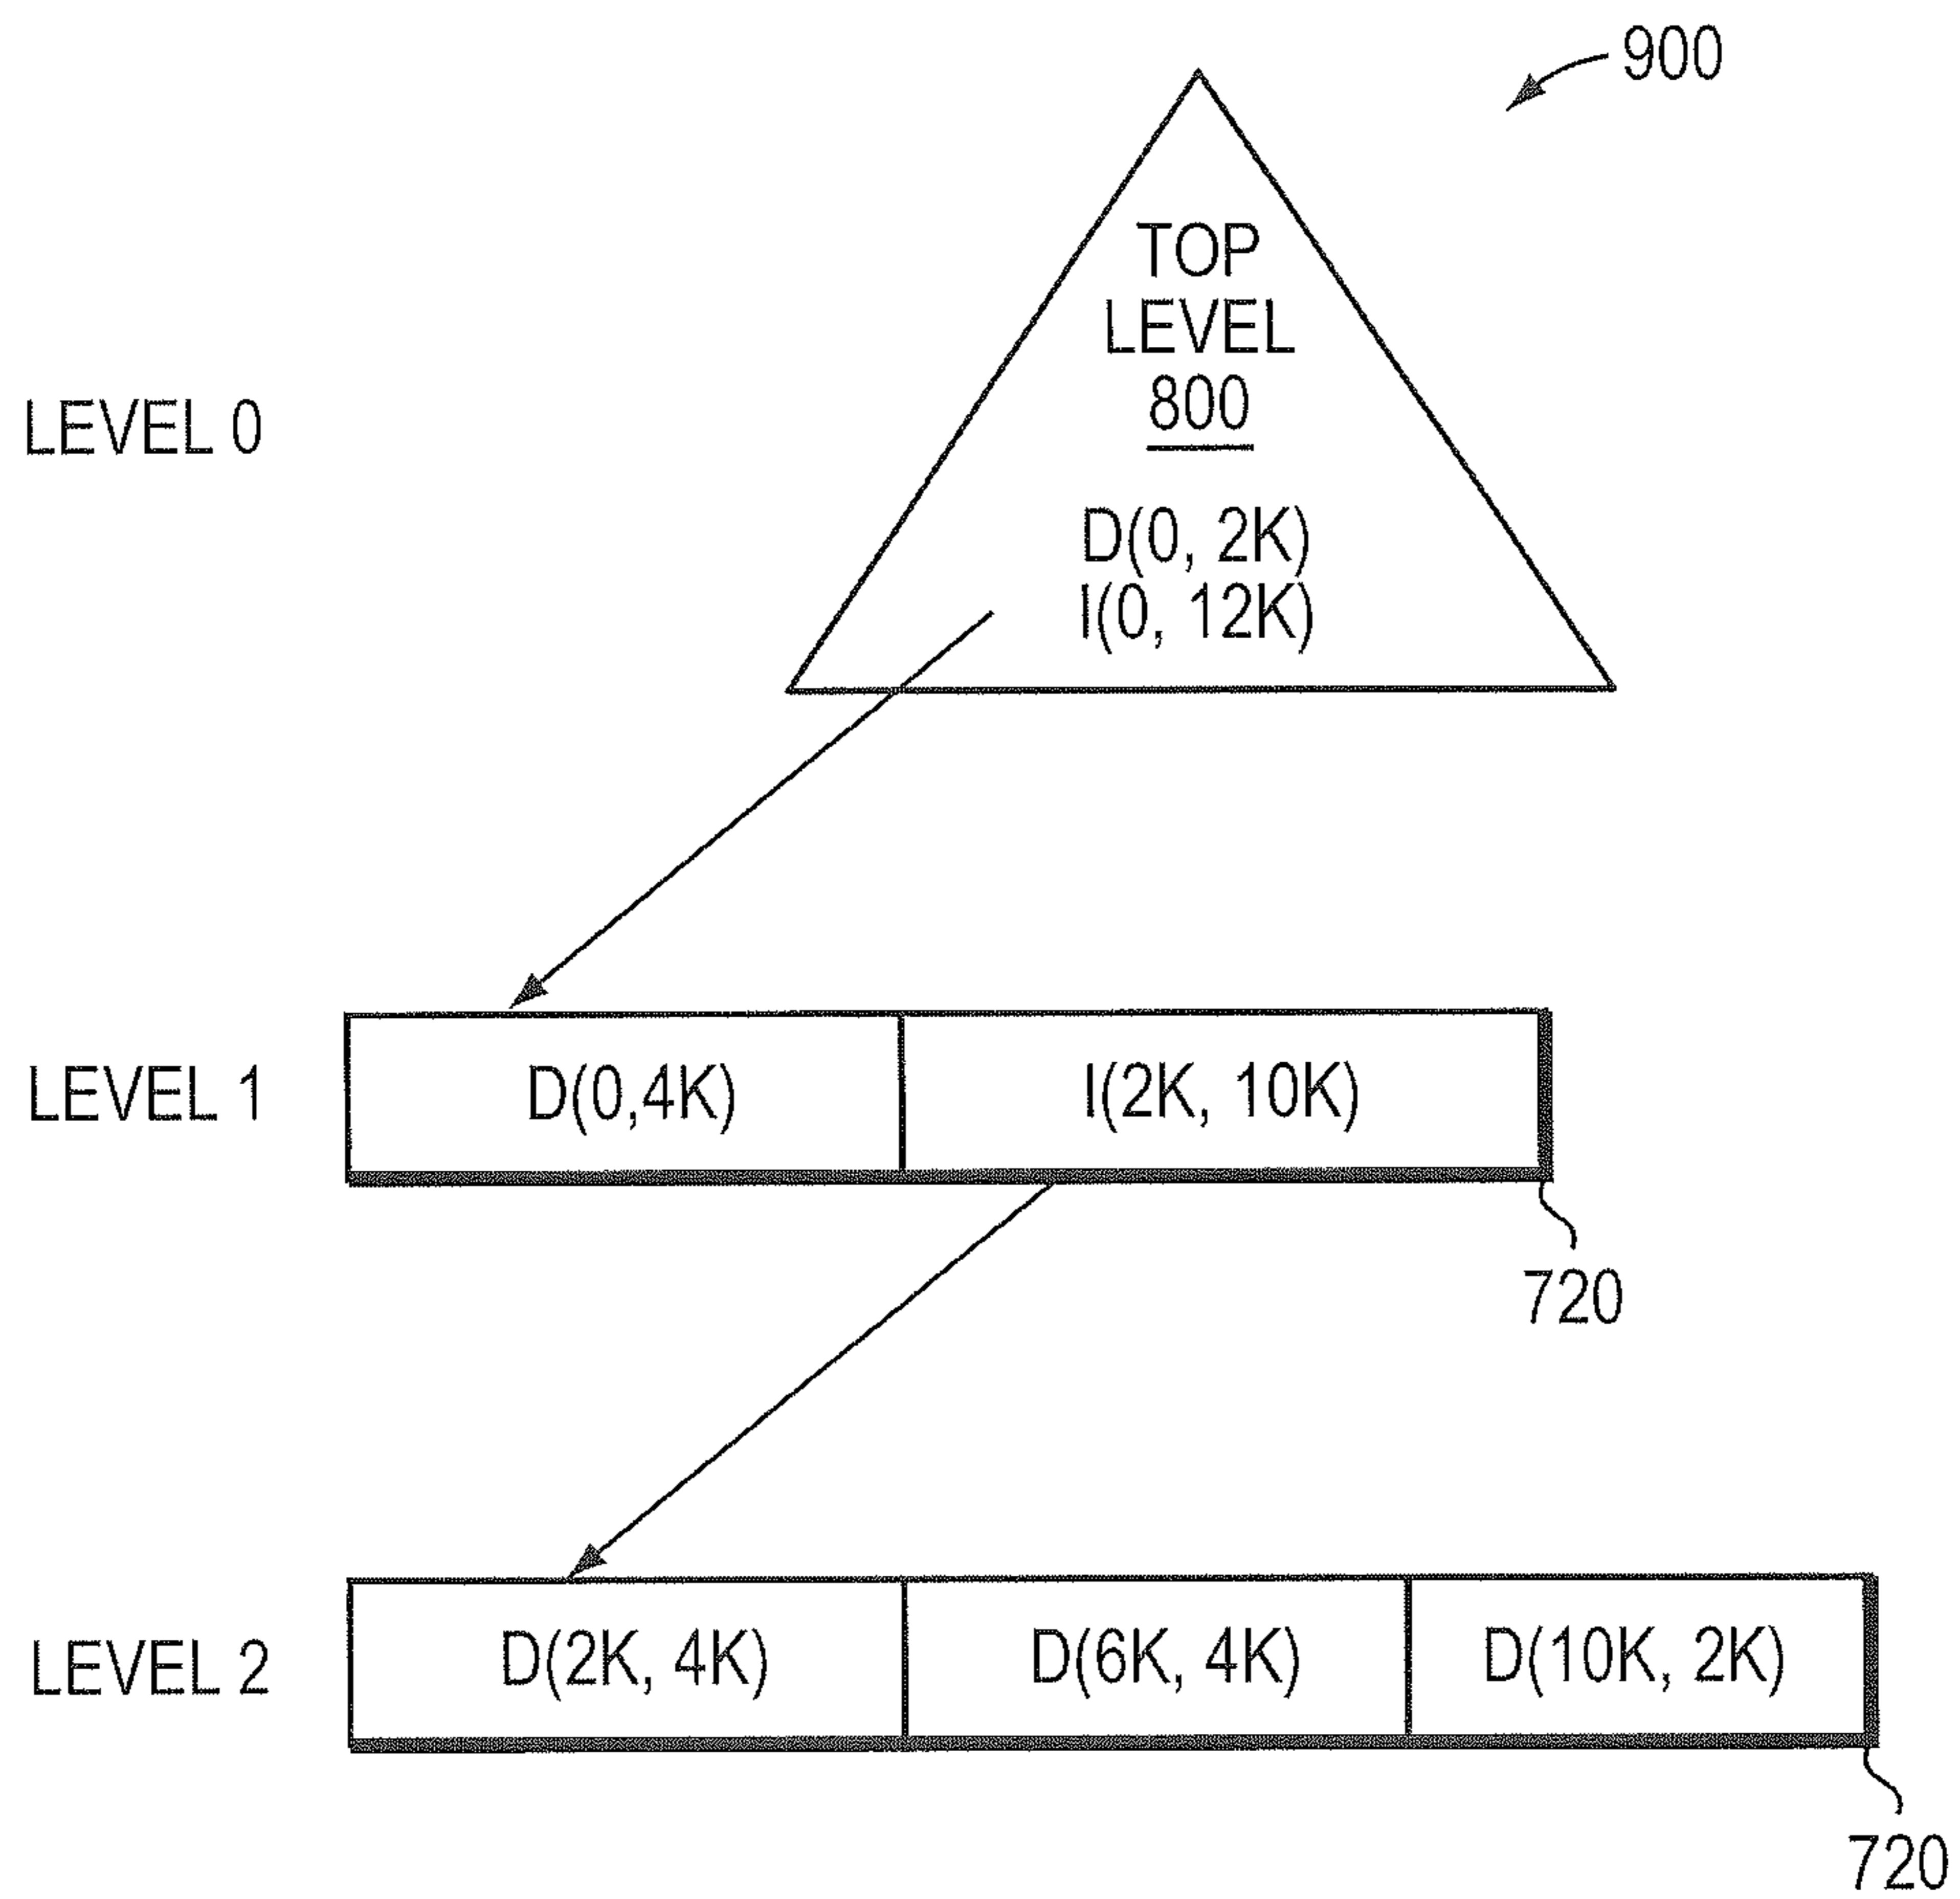 900
TOP
LEVEL
800
LEVEL 0
D(0, 2K)
I(0, 12K)
LEVEL 1
D(0,4K)
I(2K, 10K)
720
LEVEL 2
D(2K, 4K)
D(6K, 4K)
D(10K, 2K)
720